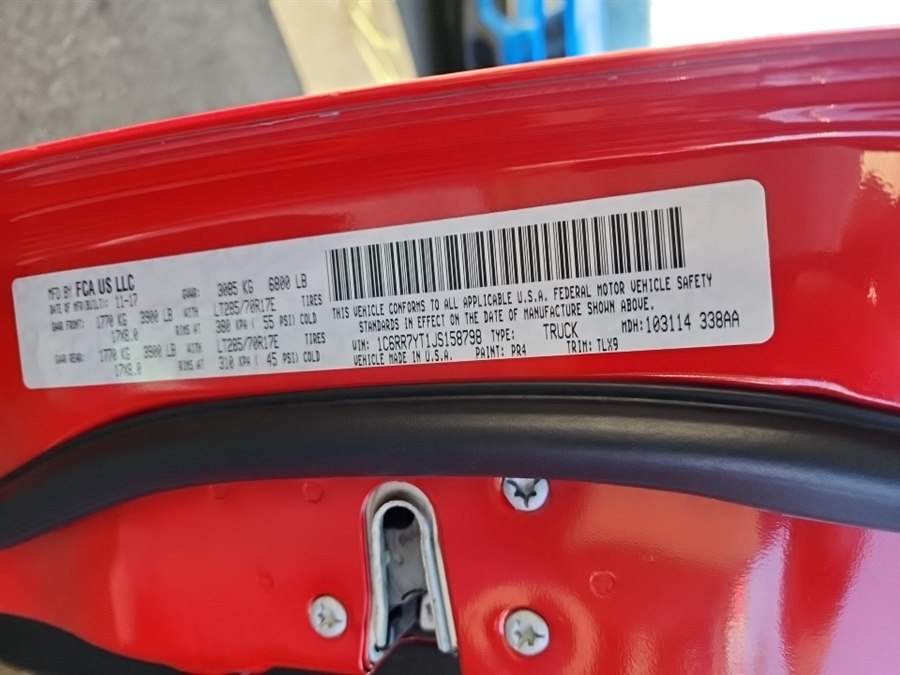 MFD BY FCA US LLC
DATE OF MFR/BUILT: 11-17 GVWR: 3085 KG 6800 LB
GAWR FRONT: 1770 KG 3900 LB WITH LT285/70R17E TIRES
17X8.0 RIMS AT 380 KPA ( 55 PSI) COLD
GAWR REAR: 1770 KG 3900 LB WITH LT285/70R17E TIRES
17X8.0 RIMS AT 310 KPA ( 45 PSI) COLD
THIS VEHICLE CONFORMS TO ALL APPLICABLE U.S.A. FEDERAL MOTOR VEHICLE SAFETY
STANDARDS IN EFFECT ON THE DATE OF MANUFACTURE SHOWN ABOVE.
VIN: 1C6RR7YT1JS158798 TYPE: TRUCK MDH: 103114 338AA
VEHICLE MADE IN U.S.A. PAINT: PR4 TRIM: TLX9